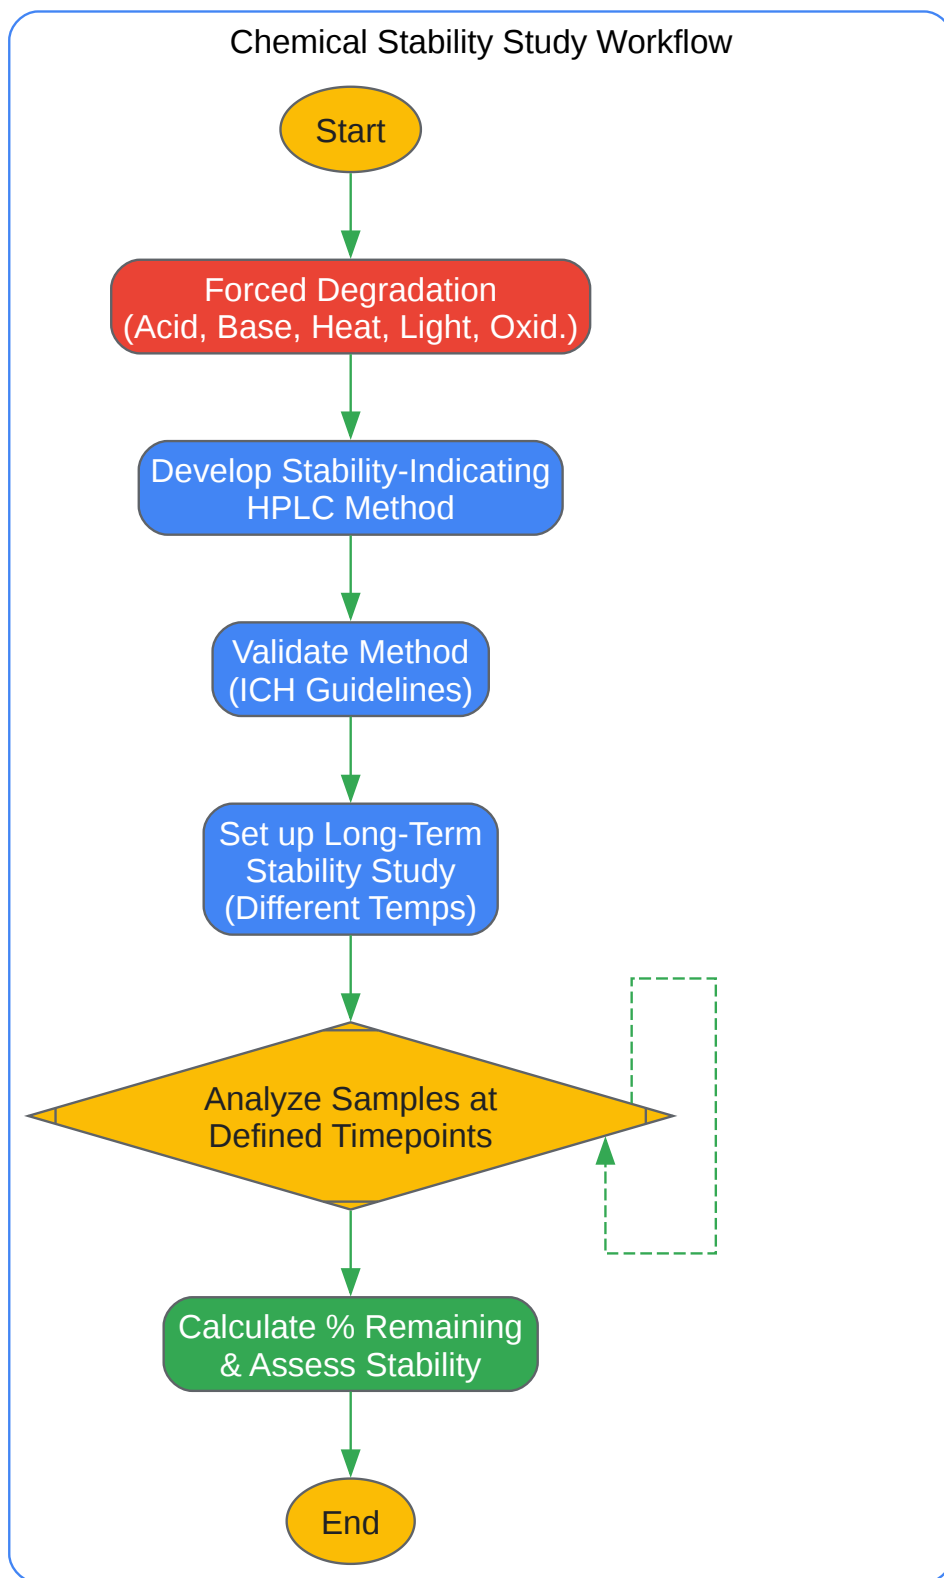 Chemical Stability Study Workflow
Start
Forced Degradation
(Acid, Base, Heat, Light, Oxid.)
Develop Stability-Indicating
HPLC Method
Validate Method
(ICH Guidelines)
Set up Long-Term
Stability Study
(Different Temps)
Analyze Samples at
Defined Timepoints
Calculate % Remaining
& Assess Stability
End